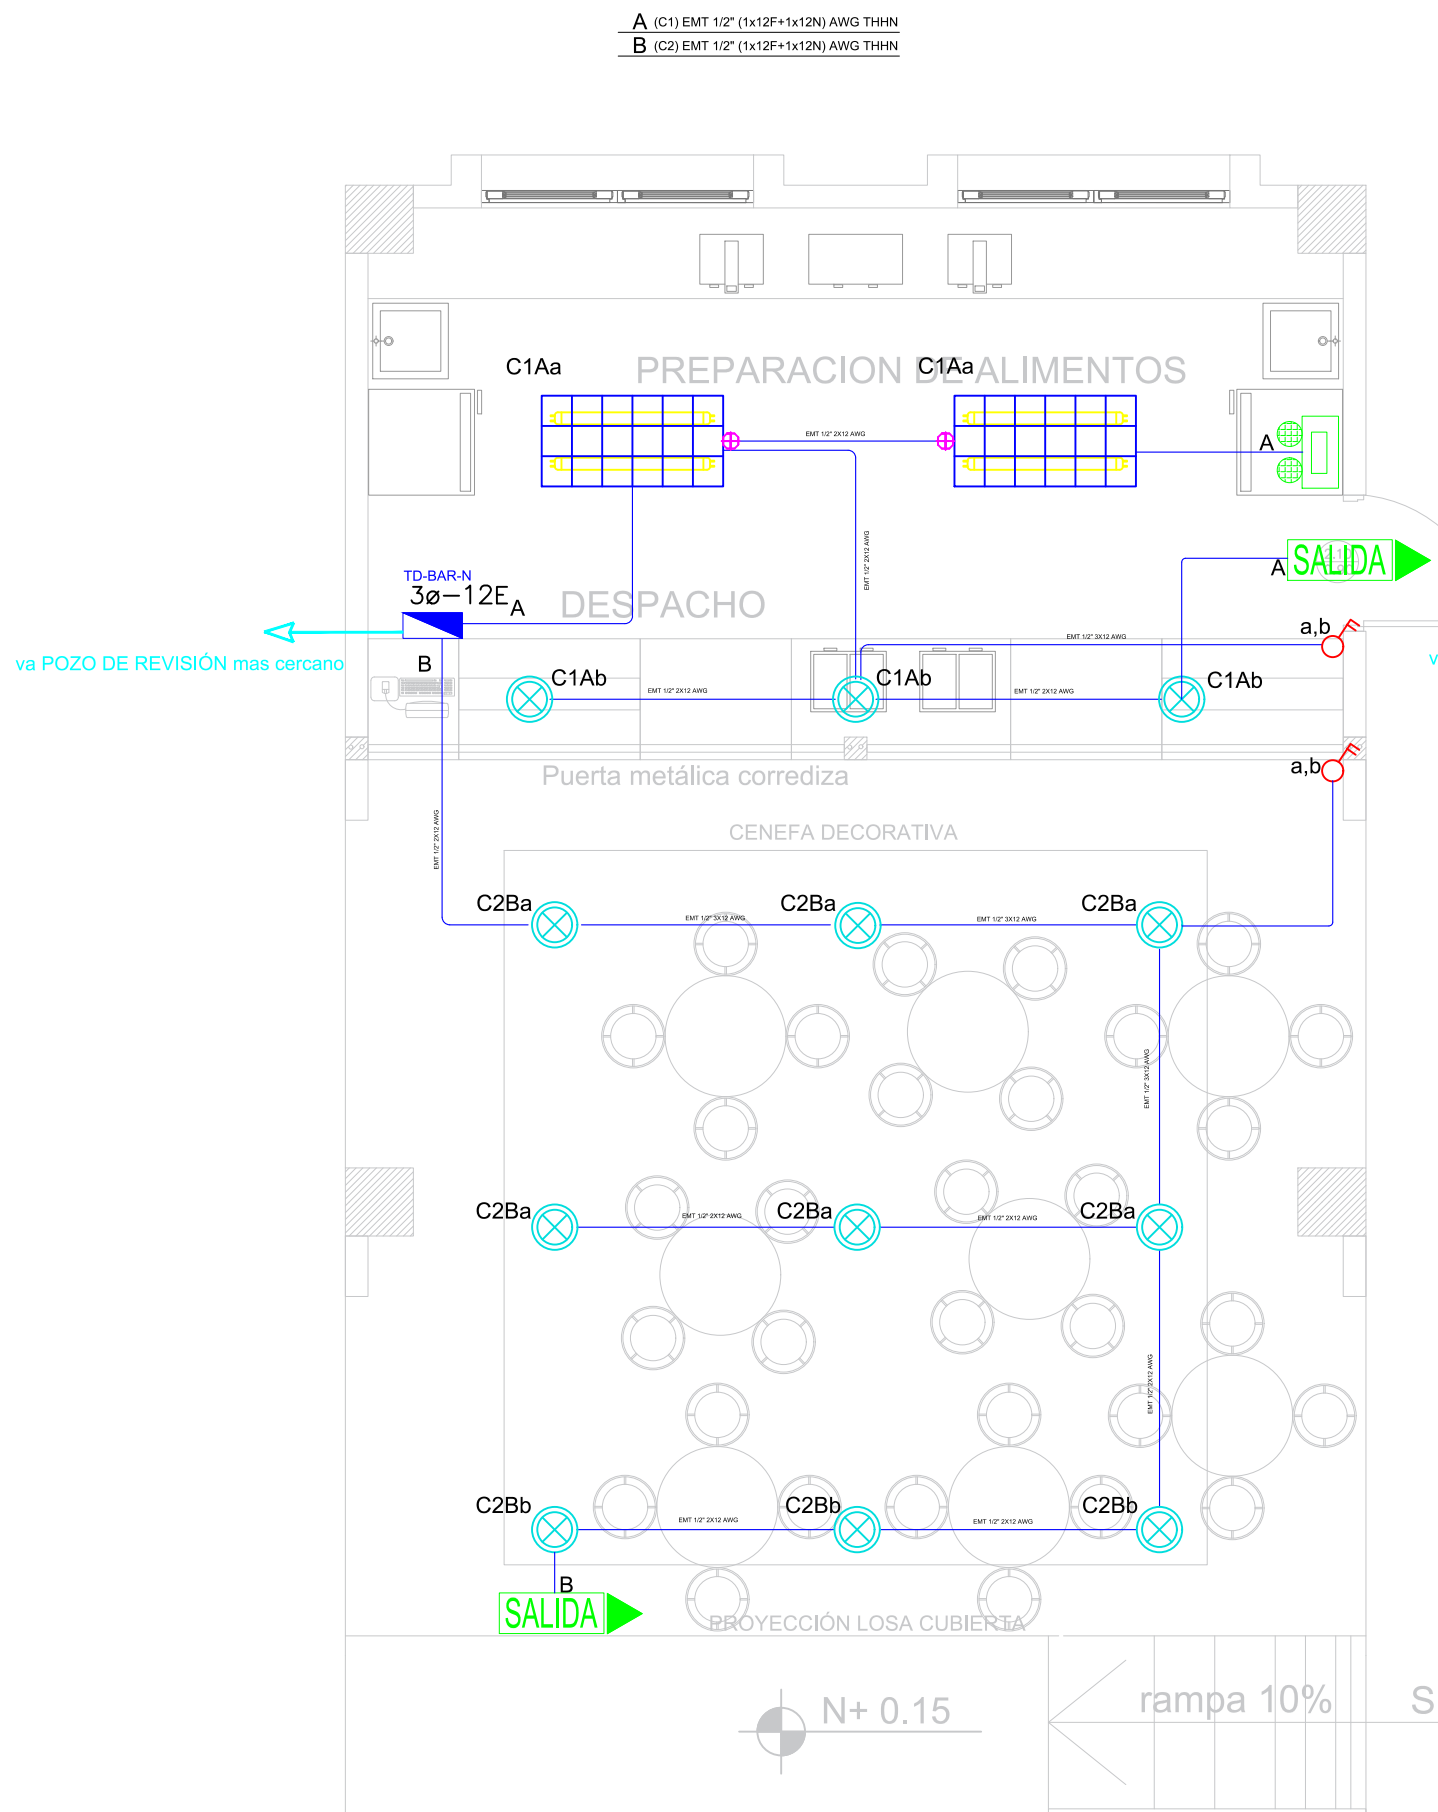 A (C1) EMT 1/2" (1x12F+1x12N) AWG THHN
B (C2) EMT 1/2" (1x12F+1x12N) AWG THHN
C1Aa
PREPARACION DE ALIMENTOS
C1Aa
EMT 1/2" 2X12 AWG
A
EMT 1/2" 2X12 AWG
SALIDA
A
TD-BAR-N
3ø-12E
A
DESPACHO
a,b
EMT 1/2" 3X12 AWG
va POZO DE REVISIÓN mas cercano
v
B
C1Ab
EMT 1/2" 2X12 AWG
C1Ab
EMT 1/2" 2X12 AWG
C1Ab
a,b
Puerta metálica corrediza
EMT 1/2" 2X12 AWG
CENEFA DECORATIVA
C2Ba
EMT 1/2" 3X12 AWG
C2Ba
EMT 1/2" 3X12 AWG
C2Ba
EMT 1/2" 3X12 AWG
C2Ba
EMT 1/2" 2X12 AWG
C2Ba
EMT 1/2" 2X12 AWG
C2Ba
EMT 1/2" 2X12 AWG
C2Bb
EMT 1/2" 2X12 AWG
C2Bb
EMT 1/2" 2X12 AWG
C2Bb
B
SALIDA
PROYECCIÓN LOSA CUBIERTA
N+ 0.15
rampa 10%
S